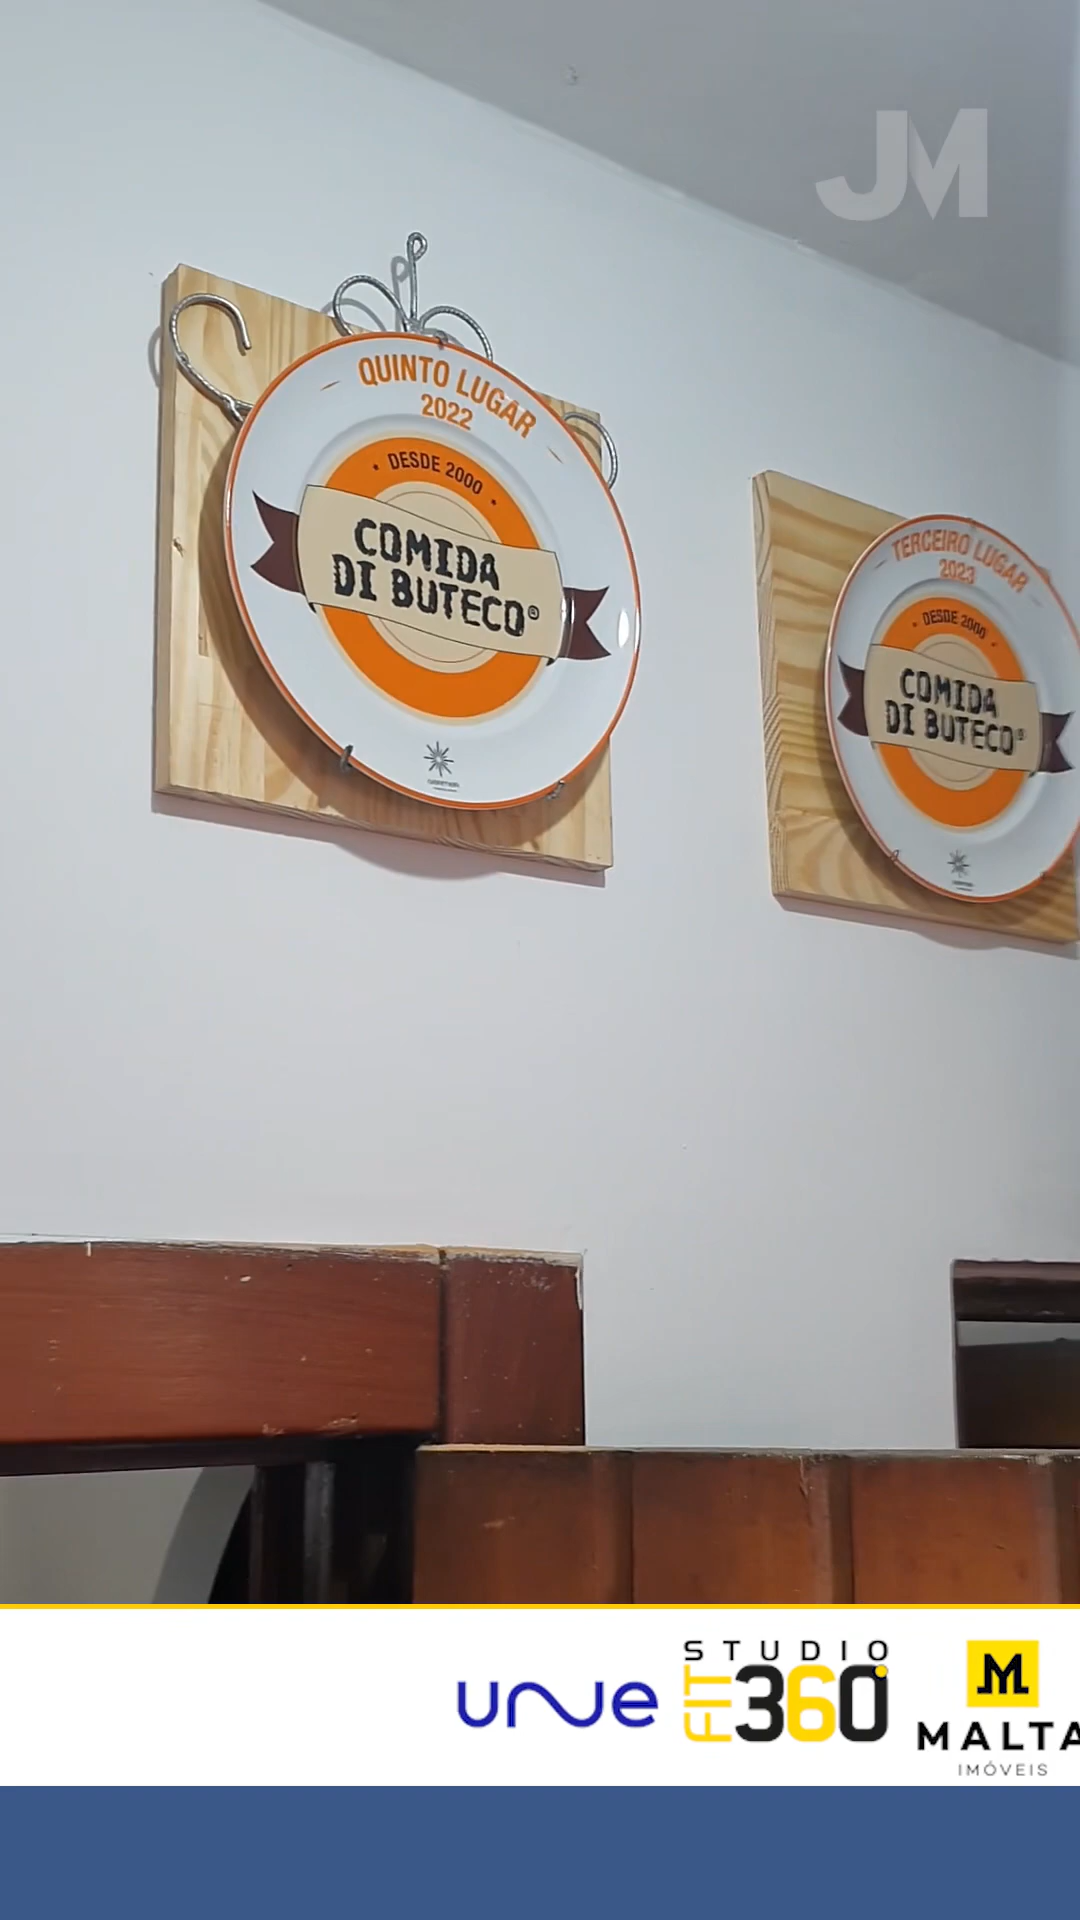 JM
QUINTO LUGAR
2022
• DESDE 2000 •
COMIDA
DI BUTECO®
TERCEIRO LUGAR
2023
• DESDE 2000 •
COMIDA
DI BUTECO®
une
STUDIO
FIT 360
M
MALTA
IMÓVEIS